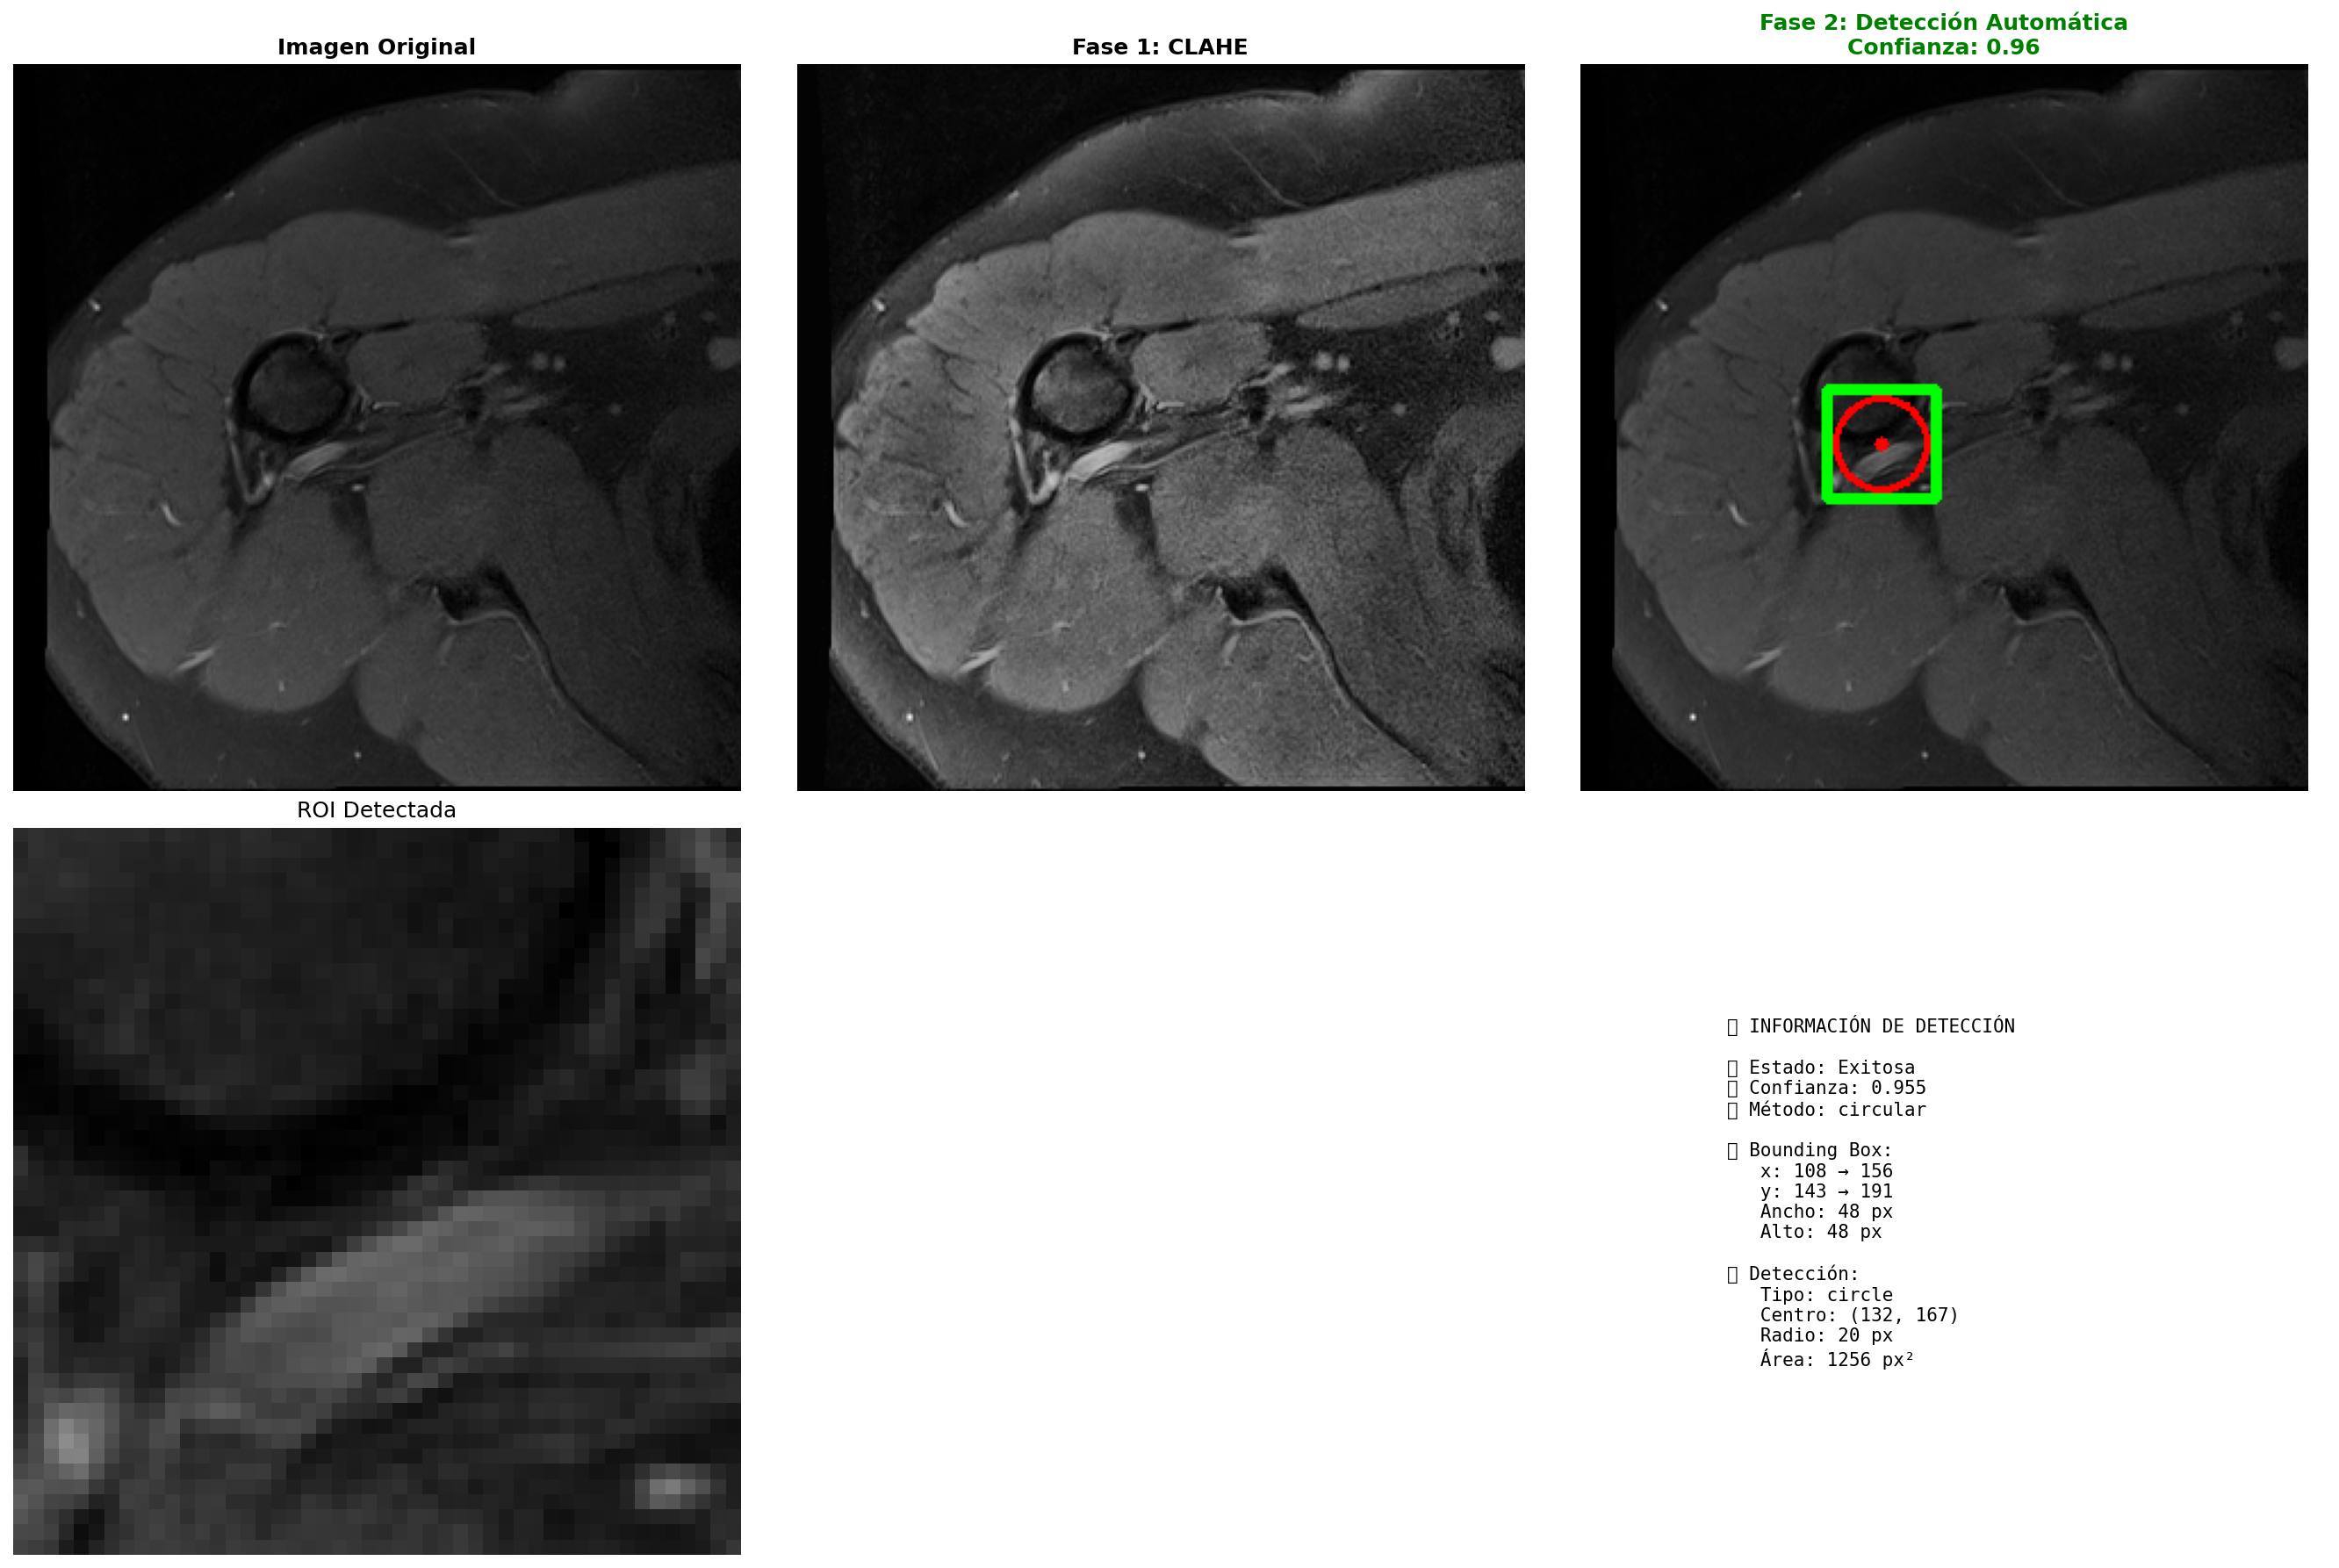 Imagen Original
Fase 1: CLAHE
Fase 2: Detección Automática
Confianza: 0.96
ROI Detectada
INFORMACIÓN DE DETECCIÓN
Estado: Exitosa
Confianza: 0.955
Método: circular
Bounding Box:
x: 108 → 156
y: 143 → 191
Ancho: 48 px
Alto: 48 px
Detección:
Tipo: circle
Centro: (132, 167)
Radio: 20 px
Área: 1256 px²